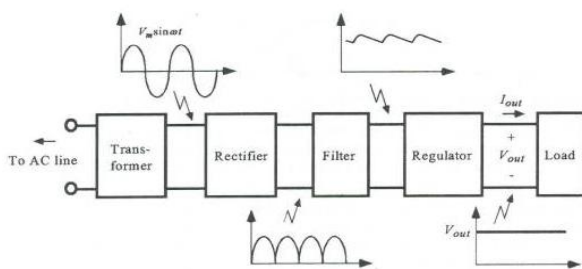 V_m sin ωt
I_out
To AC line
Trans-
former
Rectifier
Filter
Regulator
+
V_out
-
Load
V_out